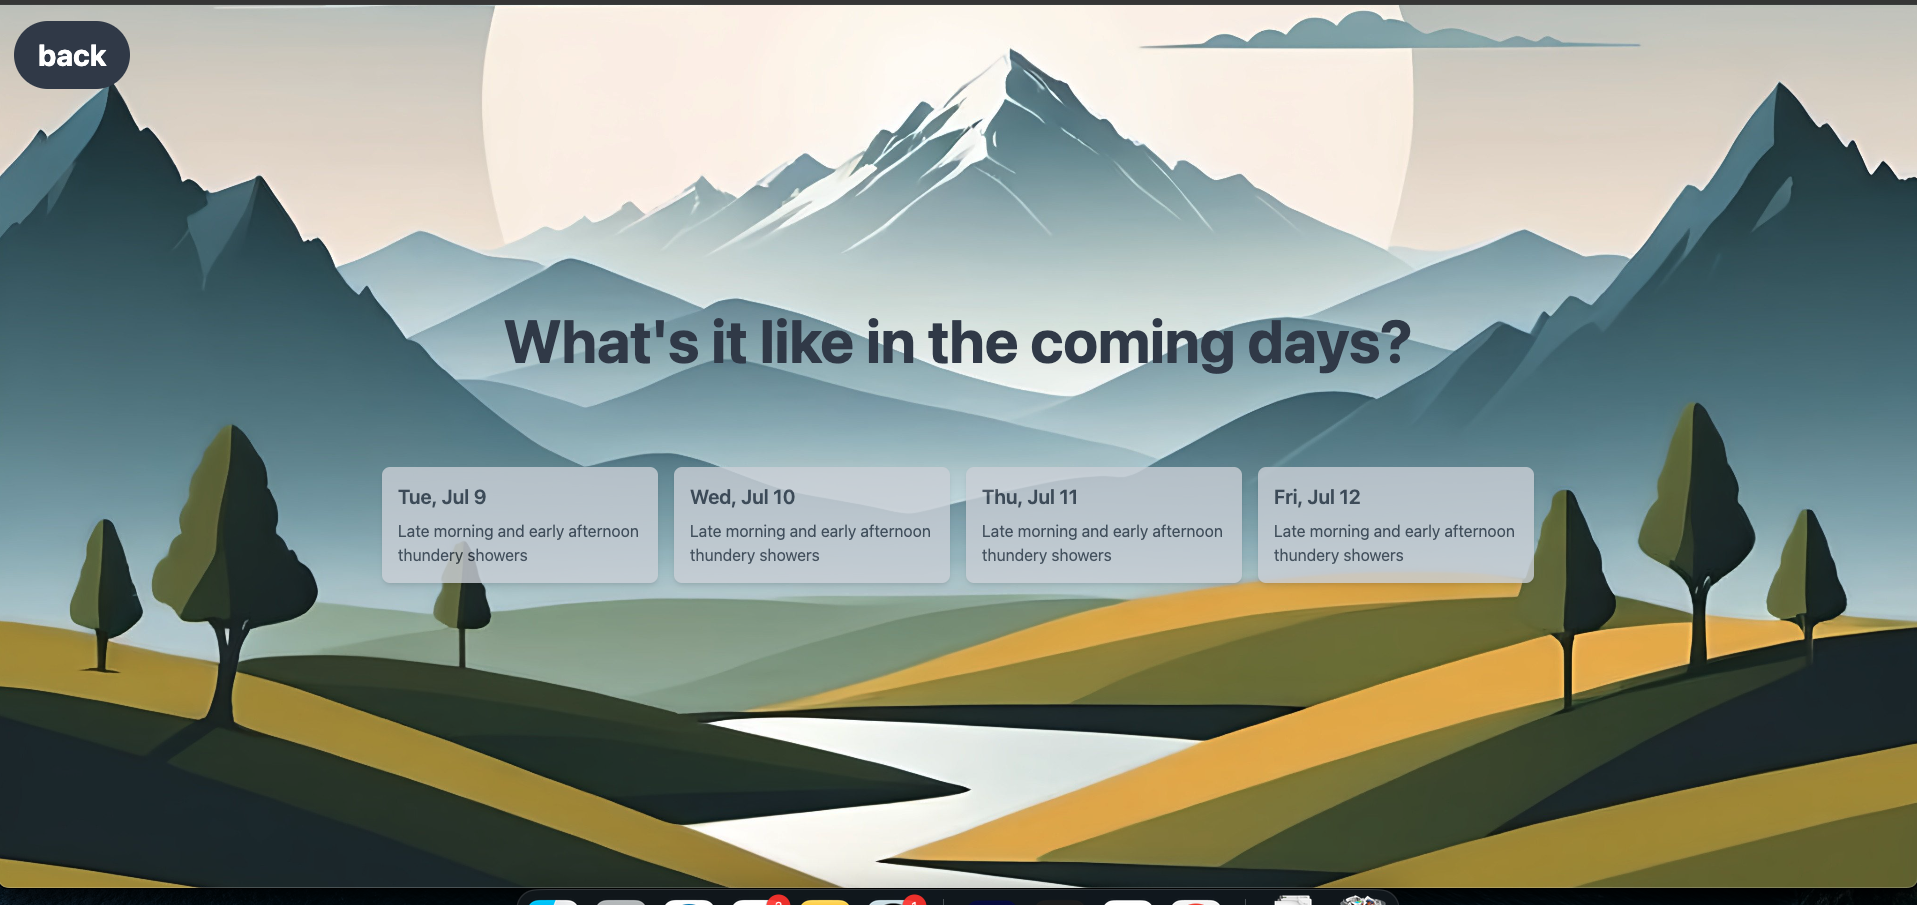 back
What's it like in the coming days?
Tue, Jul 9
Late morning and early afternoon
thundery showers
Wed, Jul 10
Late morning and early afternoon
thundery showers
Thu, Jul 11
Late morning and early afternoon
thundery showers
Fri, Jul 12
Late morning and early afternoon
thundery showers